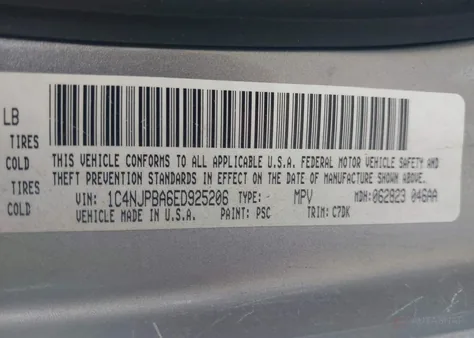 LB
TIRES
COLD
THIS VEHICLE CONFORMS TO ALL APPLICABLE U.S.A. FEDERAL MOTOR VEHICLE SAFETY AND
THEFT PREVENTION STANDARDS IN EFFECT ON THE DATE OF MANUFACTURE SHOWN ABOVE.
TIRES
COLD
VIN: 1C4NJPBA6ED925206 TYPE: MPV MDH: 062823 046AA
VEHICLE MADE IN U.S.A. PAINT: PSC TRIM: C7DK